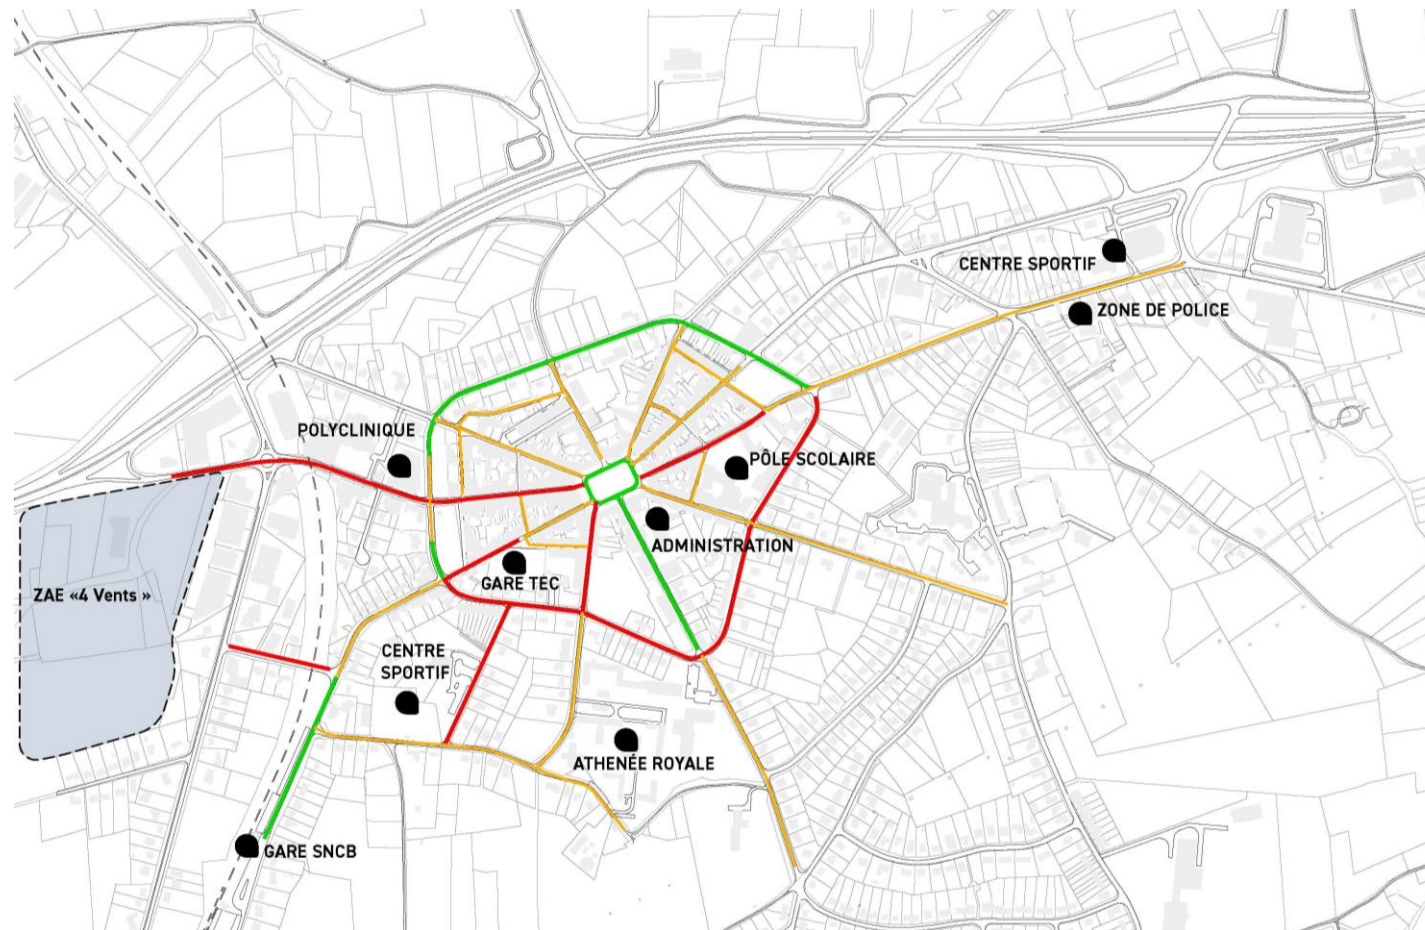 CENTRE SPORTIF
ZONE DE POLICE
POLYCLINIQUE
PÔLE SCOLAIRE
ADMINISTRATION
GARE TEC
ZAE «4 Vents »
CENTRE
SPORTIF
ATHENÉE ROYALE
GARE SNCB